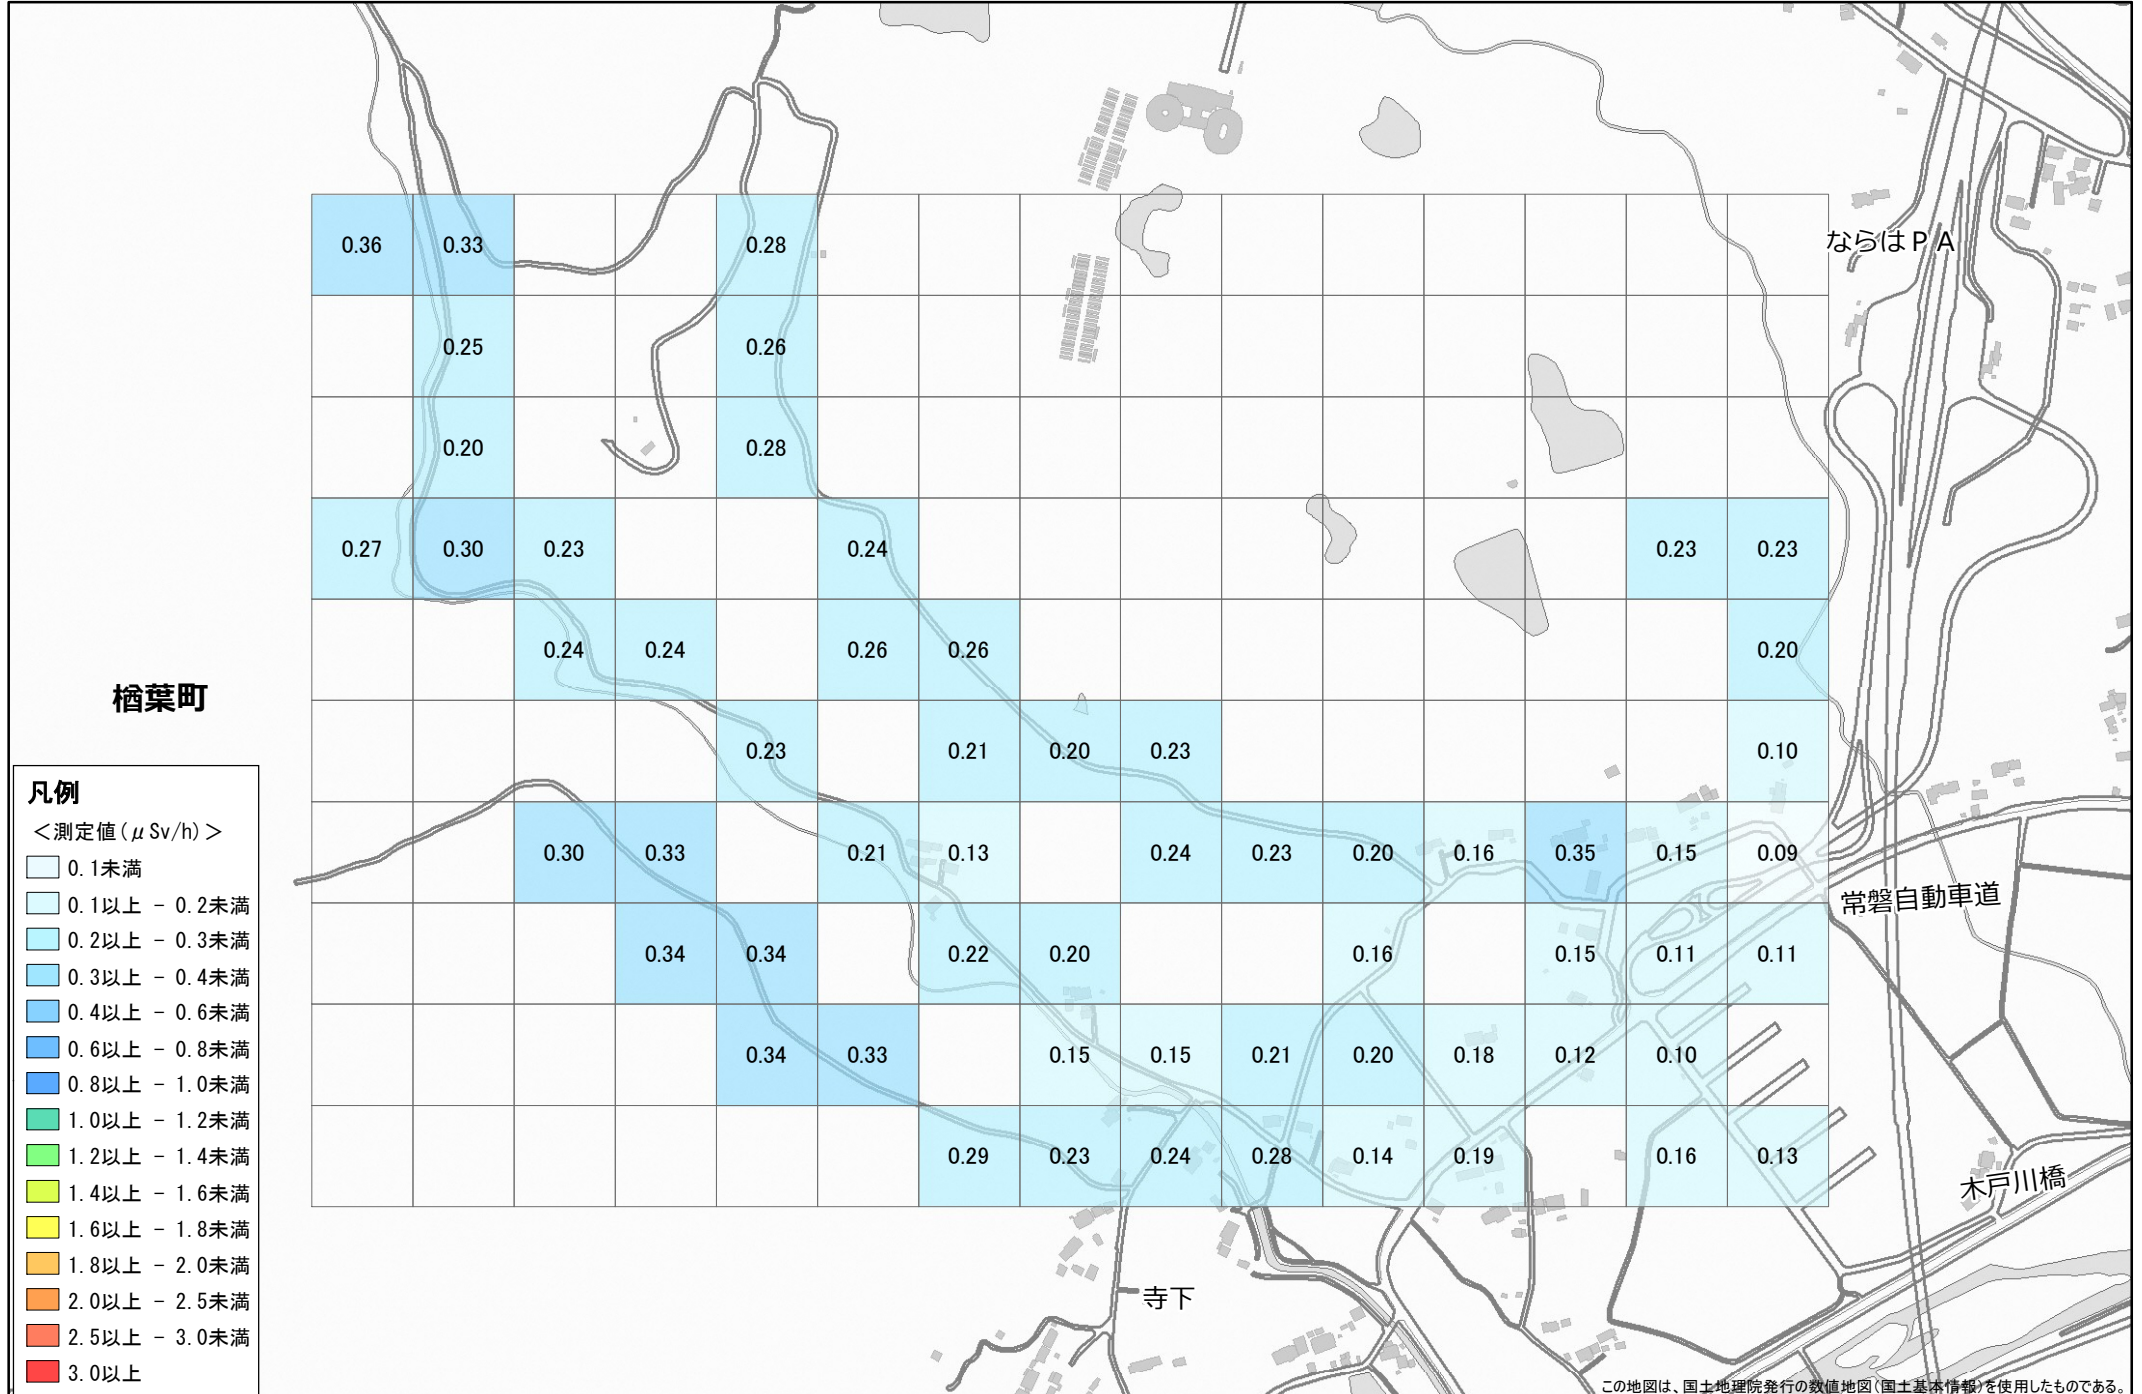 0.36 0.33 0.28
ならはＰＡ
0.25 0.26
0.20 0.28
0.27 0.30 0.23 0.24 0.23 0.23
0.24 0.24 0.26 0.26 0.20
楢葉町
0.23 0.21 0.20 0.23 0.10
0.30 0.33 0.21 0.13 0.24 0.23 0.20 0.16 0.35 0.15 0.09
常磐自動車道
0.34 0.34 0.22 0.20 0.16 0.15 0.11 0.11
0.34 0.33 0.15 0.15 0.21 0.20 0.18 0.12 0.10
0.29 0.23 0.24 0.28 0.14 0.19 0.16 0.13
木戸川橋
寺下
凡例
＜測定値(μSv/h)＞
0.1未満
0.1以上 － 0.2未満
0.2以上 － 0.3未満
0.3以上 － 0.4未満
0.4以上 － 0.6未満
0.6以上 － 0.8未満
0.8以上 － 1.0未満
1.0以上 － 1.2未満
1.2以上 － 1.4未満
1.4以上 － 1.6未満
1.6以上 － 1.8未満
1.8以上 － 2.0未満
2.0以上 － 2.5未満
2.5以上 － 3.0未満
3.0以上
この地図は、国土地理院発行の数値地図(国土基本情報)を使用したものである。